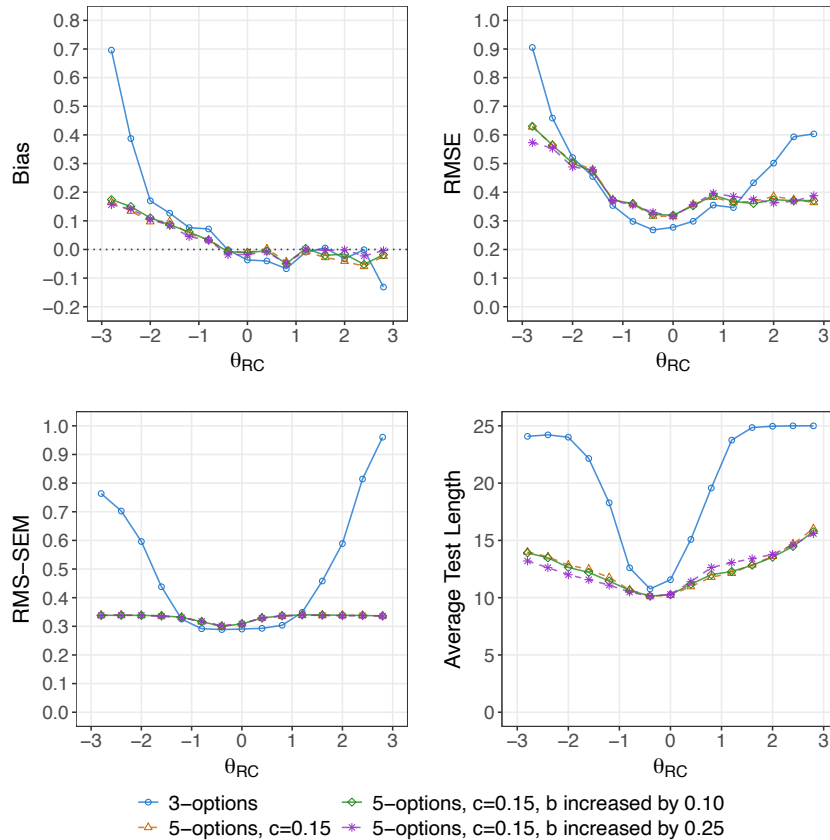 Bias
0.8
0.7
0.6
0.5
0.4
0.3
0.2
0.1
0.0
−0.1
−0.2
−3 −2 −1 0 1 2 3
θRC
RMSE
1.0
0.9
0.8
0.7
0.6
0.5
0.4
0.3
0.2
0.1
0.0
−3 −2 −1 0 1 2 3
θRC
RMS−SEM
1.0
0.9
0.8
0.7
0.6
0.5
0.4
0.3
0.2
0.1
0.0
−3 −2 −1 0 1 2 3
θRC
Average Test Length
25
20
15
10
5
0
−3 −2 −1 0 1 2 3
θRC
3−options
5−options, c=0.15
5−options, c=0.15, b increased by 0.10
5−options, c=0.15, b increased by 0.25